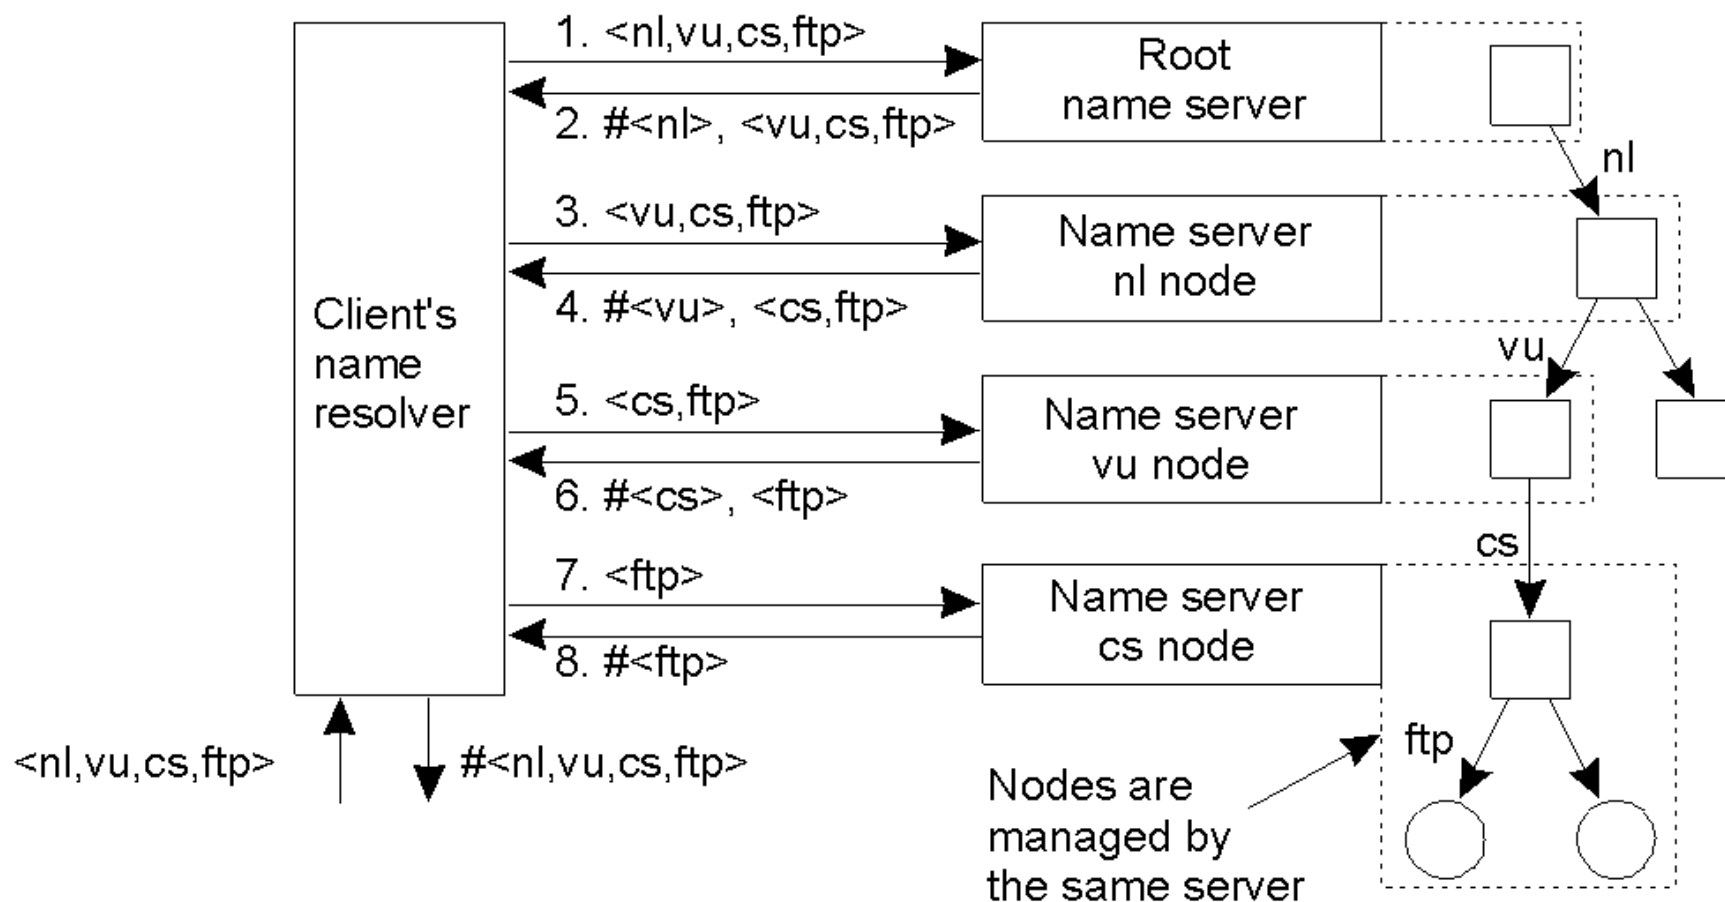 1. <nl,vu,cs,ftp>
Root
name server
2. #<nl>, <vu,cs,ftp>
nl
3. <vu,cs,ftp>
Name server
nl node
4. #<vu>, <cs,ftp>
Client's
name
resolver
vu
5. <cs,ftp>
Name server
vu node
6. #<cs>, <ftp>
cs
7. <ftp>
Name server
cs node
8. #<ftp>
<nl,vu,cs,ftp>
#<nl,vu,cs,ftp>
ftp
Nodes are
managed by
the same server